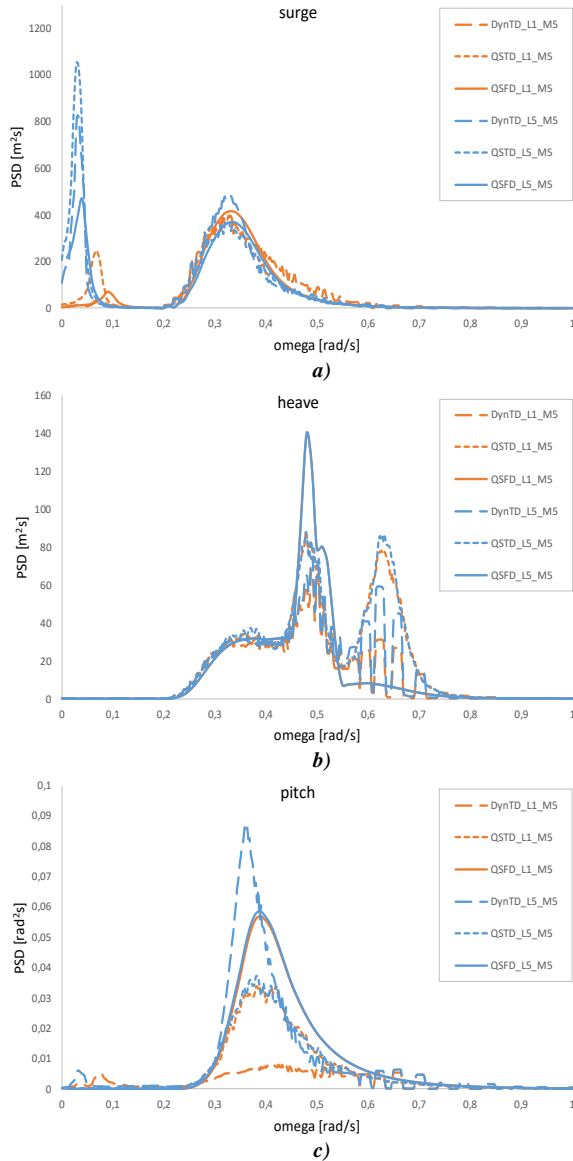 surge
1200
1000
800
600
400
200
0
PSD [m²s]
0 0,1 0,2 0,3 0,4 0,5 0,6 0,7 0,8 0,9 1
omega [rad/s]
DynTD_L1_M5
QSTD_L1_M5
QSFD_L1_M5
DynTD_L5_M5
QSTD_L5_M5
QSFD_L5_M5
a)
heave
160
140
120
100
80
60
40
20
0
PSD [m²s]
0 0,1 0,2 0,3 0,4 0,5 0,6 0,7 0,8 0,9 1
omega [rad/s]
DynTD_L1_M5
QSTD_L1_M5
QSFD_L1_M5
DynTD_L5_M5
QSTD_L5_M5
QSFD_L5_M5
b)
pitch
0,1
0,09
0,08
0,07
0,06
0,05
0,04
0,03
0,02
0,01
0
PSD [rad²s]
0 0,1 0,2 0,3 0,4 0,5 0,6 0,7 0,8 0,9 1
omega [rad/s]
DynTD_L1_M5
QSTD_L1_M5
QSFD_L1_M5
DynTD_L5_M5
QSTD_L5_M5
QSFD_L5_M5
c)